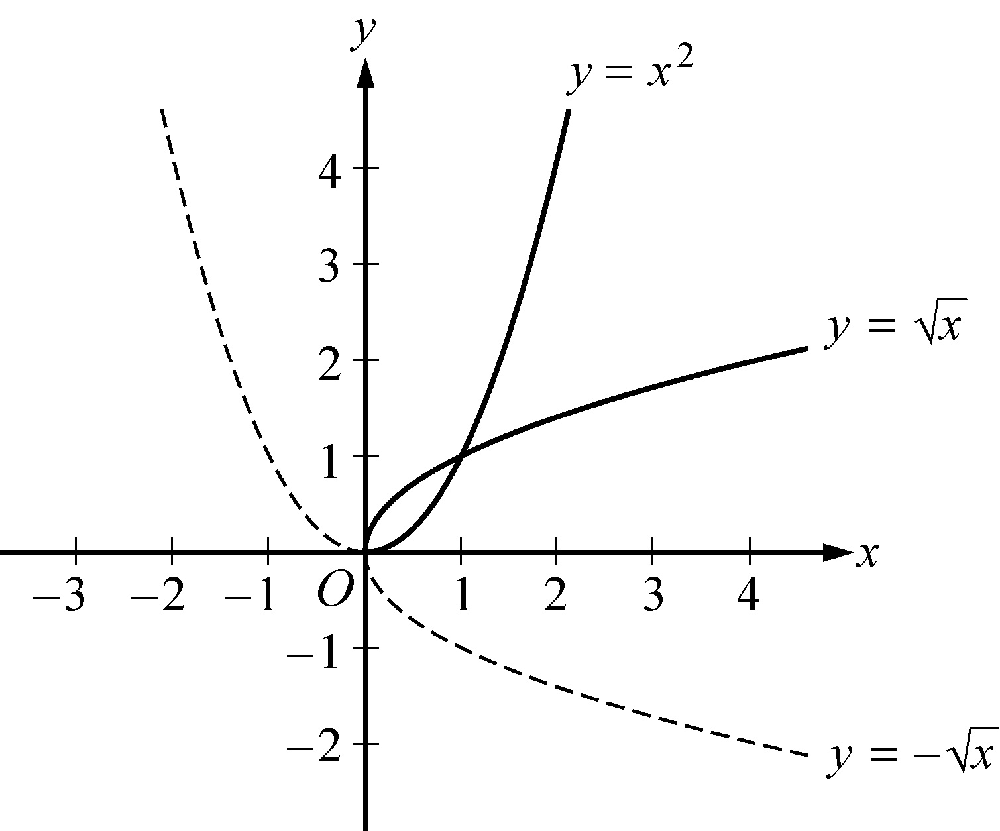 y
y = x²
4
3
y = √x
2
1
x
−3 −2 −1 O 1 2 3 4
−1
−2
y = −√x